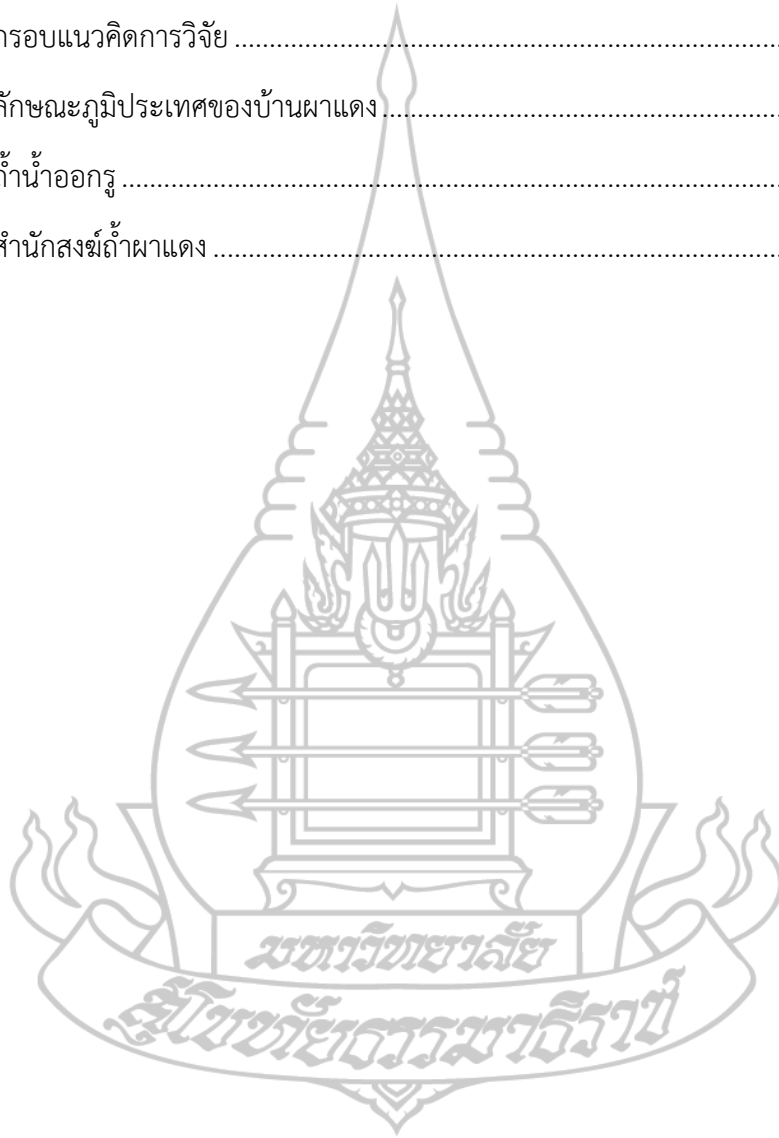 กรอบแนวคิดการวิจัย ................................................................................
ลักษณะภูมิประเทศของบ้านผาแดง ................................................................
ถ้ำน้ำออกรู ................................................................................................
สำนักสงฆ์ถ้ำผาแดง ...................................................................................
มหาวิทยาลัย
สุโขทัยธรรมาธิราช